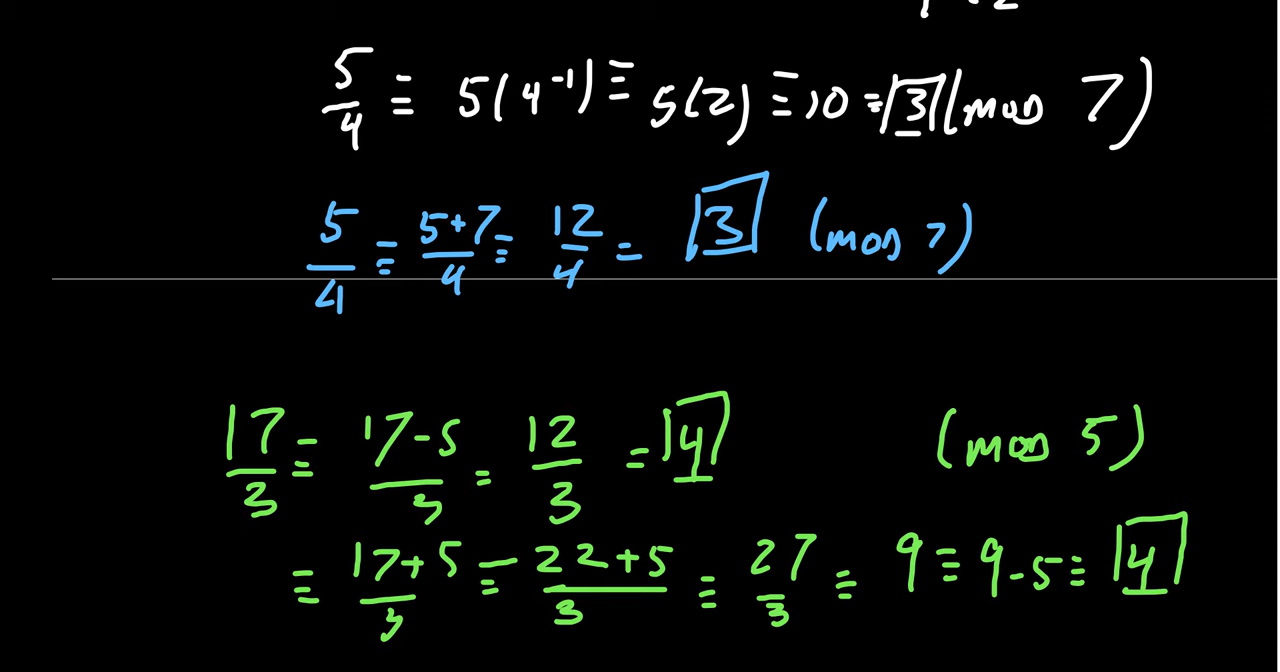 5/4 ≡ 5(4⁻¹) ≡ 5(2) ≡ 10 ≡ 3 (mod 7)
5/4 ≡ (5+7)/4 ≡ 12/4 = 3 (mod 7)
17/3 ≡ (17-5)/3 = 12/3 = 4 (mod 5)
≡ (17+5)/3 ≡ (22+5)/3 ≡ 27/3 ≡ 9 ≡ 9-5 ≡ 4